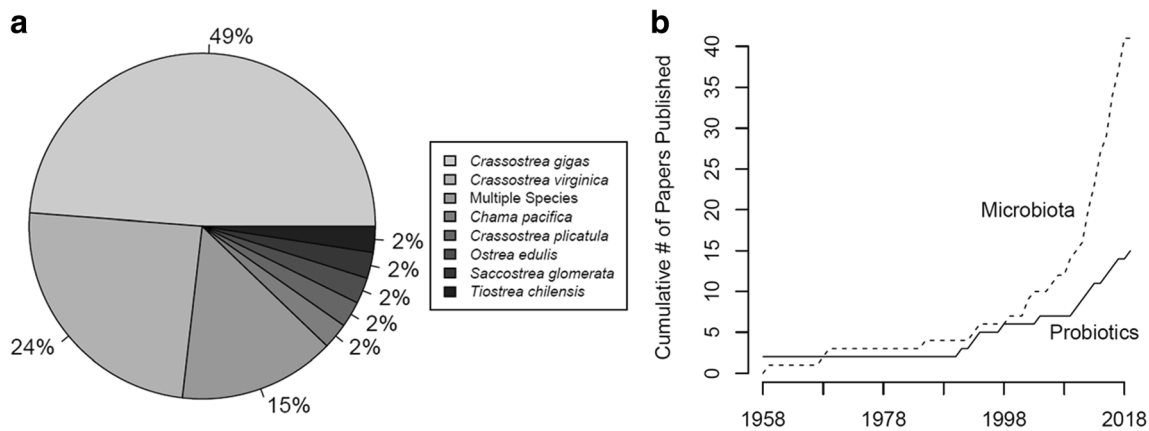 a
49%
24%
15%
2%
2%
2%
2%
2%
Crassostrea gigas
Crassostrea virginica
Multiple Species
Chama pacifica
Crassostrea plicatula
Ostrea edulis
Saccostrea glomerata
Tiostrea chilensis
b
Cumulative # of Papers Published
40
35
30
25
20
15
10
5
0
Microbiota
Probiotics
1958
1978
1998
2018